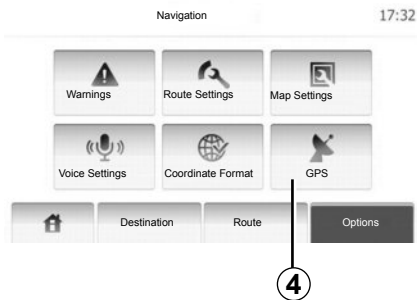 Navigation 17:32
Warnings Route Settings Map Settings
Voice Settings Coordinate Format GPS
Destination Route Options
4